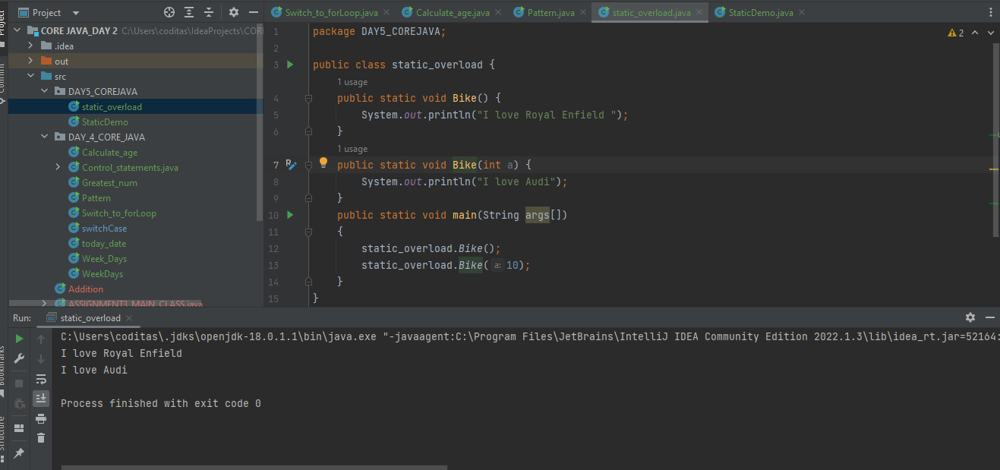 Project
Switch_to_forLoop.java
Calculate_age.java
Pattern.java
static_overload.java
StaticDemo.java
Project
CORE JAVA_DAY 2 C:\Users\coditas\IdeaProjects\COR
.idea
out
src
DAY5_COREJAVA
static_overload
StaticDemo
DAY_4_CORE_JAVA
Calculate_age
Control_statements.java
Greatest_num
Pattern
Switch_to_forLoop
switchCase
today_date
Week_Days
WeekDays
Addition
ASSIGNMENT3_MAIN_CLASS.java
Commit
2
1 package DAY5_COREJAVA;
2
3 public class static_overload {
1 usage
4 public static void Bike() {
5 System.out.println("I love Royal Enfield ");
6 }
1 usage
7 public static void Bike(int a) {
8 System.out.println("I love Audi");
9 }
10 public static void main(String args[])
11 {
12 static_overload.Bike();
13 static_overload.Bike( a: 10);
14 }
15 }
Run: static_overload
C:\Users\coditas\.jdks\openjdk-18.0.1.1\bin\java.exe "-javaagent:C:\Program Files\JetBrains\IntelliJ IDEA Community Edition 2022.1.3\lib\idea_rt.jar=52164:
I love Royal Enfield
I love Audi
Process finished with exit code 0
Bookmarks
Structure